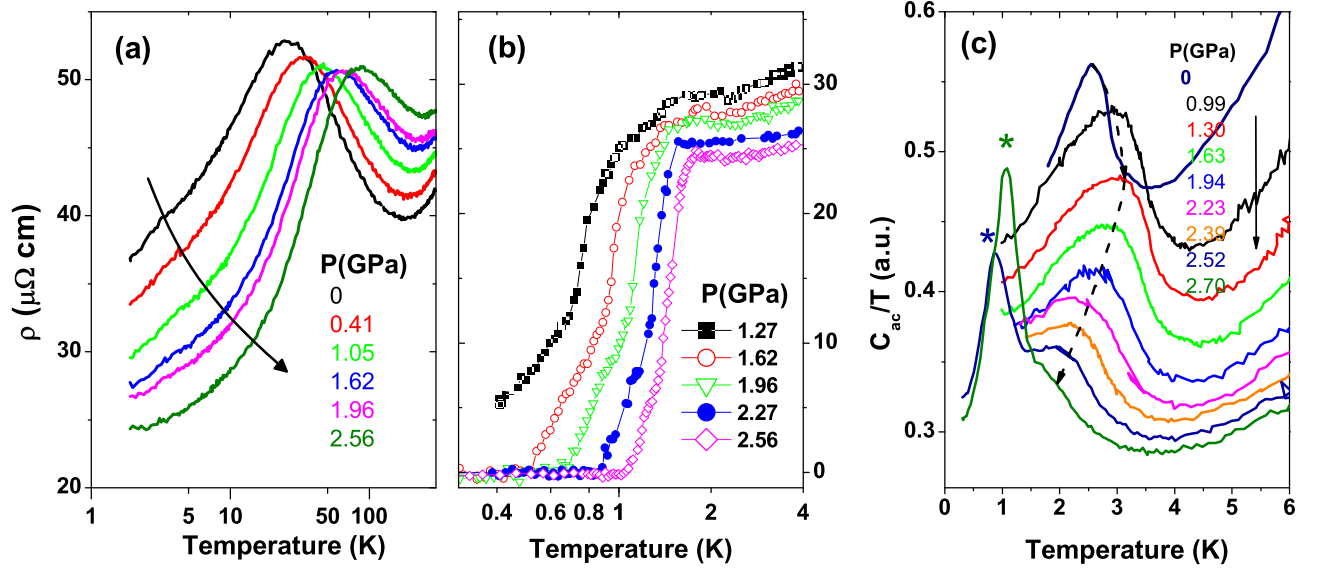 (a)
50
40
30
20
ρ (μΩ cm)
P(GPa)
0
0.41
1.05
1.62
1.96
2.56
1 5 10 50 100
Temperature (K)
(b)
30
20
10
0
P(GPa)
1.27
1.62
1.96
2.27
2.56
0.4 0.6 0.8 1 2 4
Temperature (K)
(c)
0.6
0.5
0.4
0.3
C_ac/T (a.u.)
P(GPa)
0
0.99
1.30
1.63
1.94
2.23
2.39
2.52
2.70
*
*
0 1 2 3 4 5 6
Temperature (K)